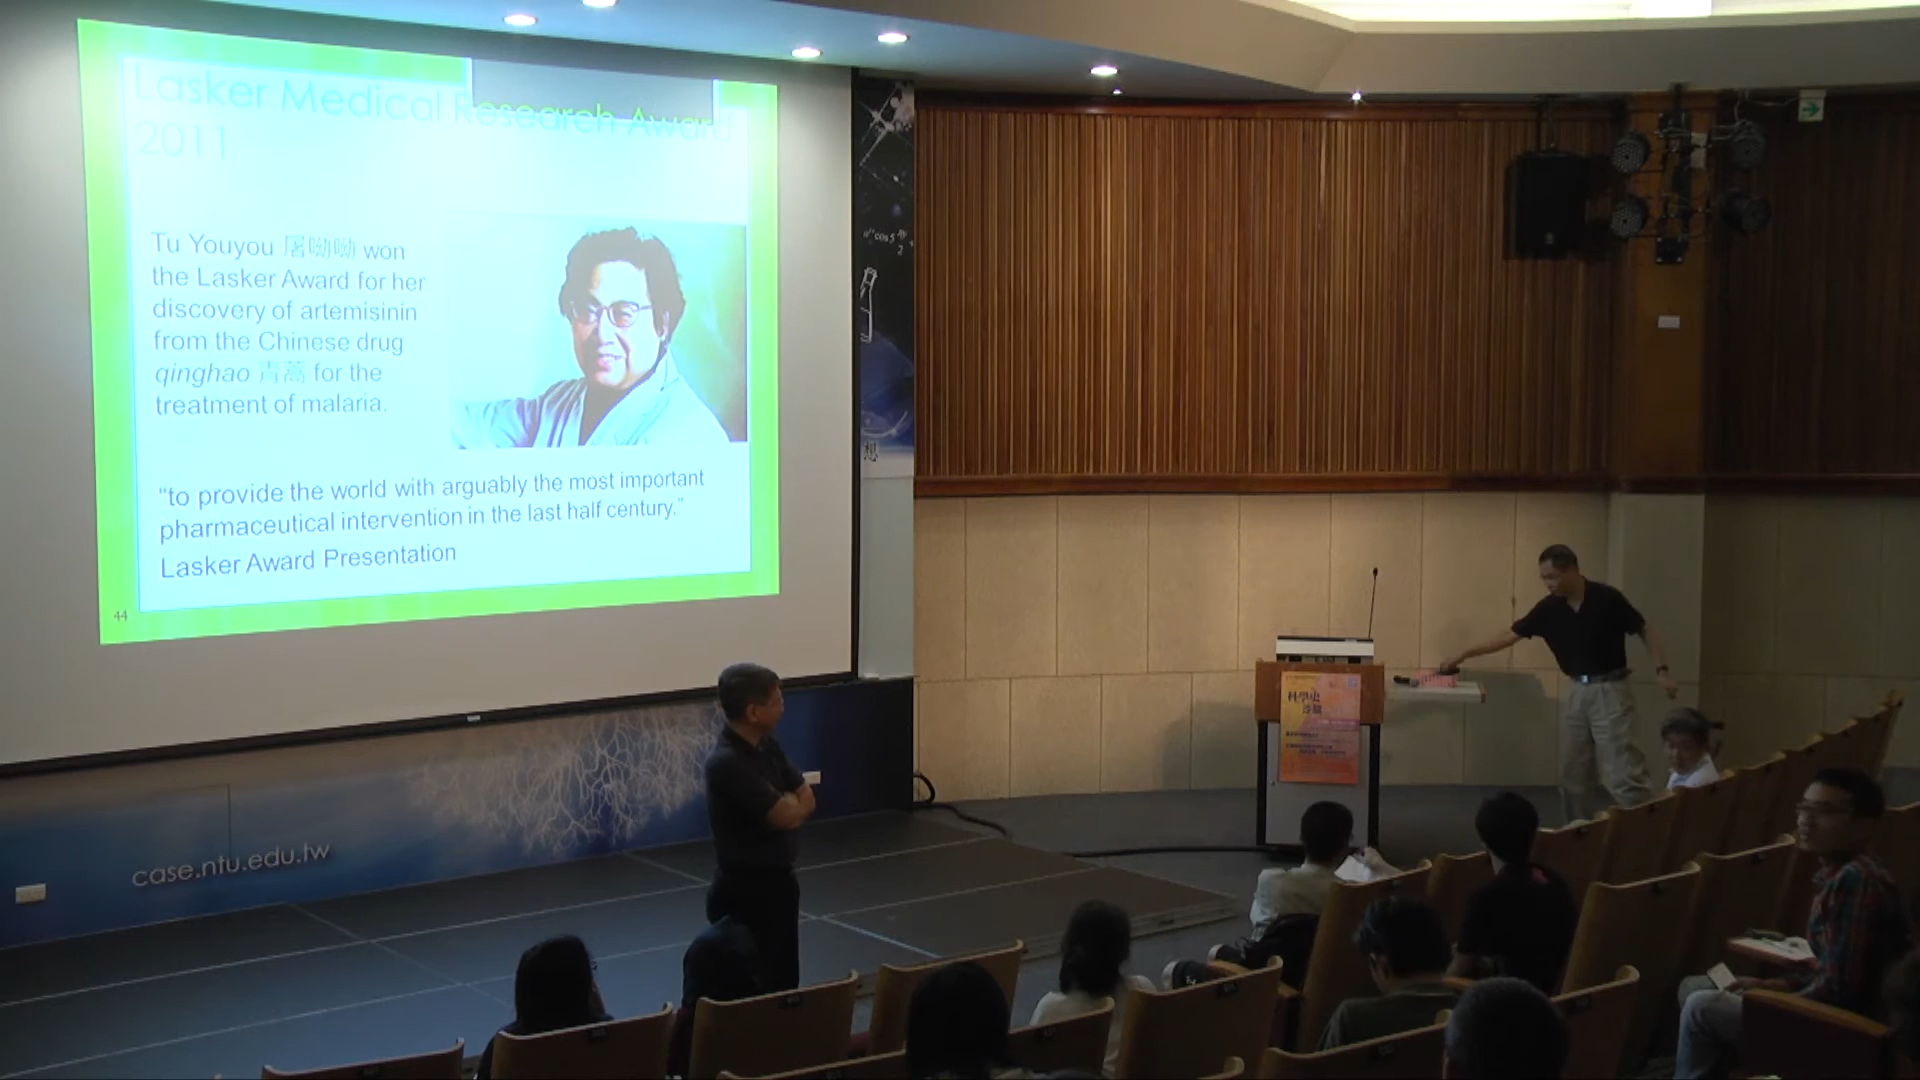 Lasker Medical Research Award
2011
Tu Youyou 屠呦呦 won
the Lasker Award for her
discovery of artemisinin
from the Chinese drug
qinghao 青蒿 for the
treatment of malaria.
"to provide the world with arguably the most important
pharmaceutical intervention in the last half century."
Lasker Award Presentation
44
case.ntu.edu.tw
想
科學史
沙龍